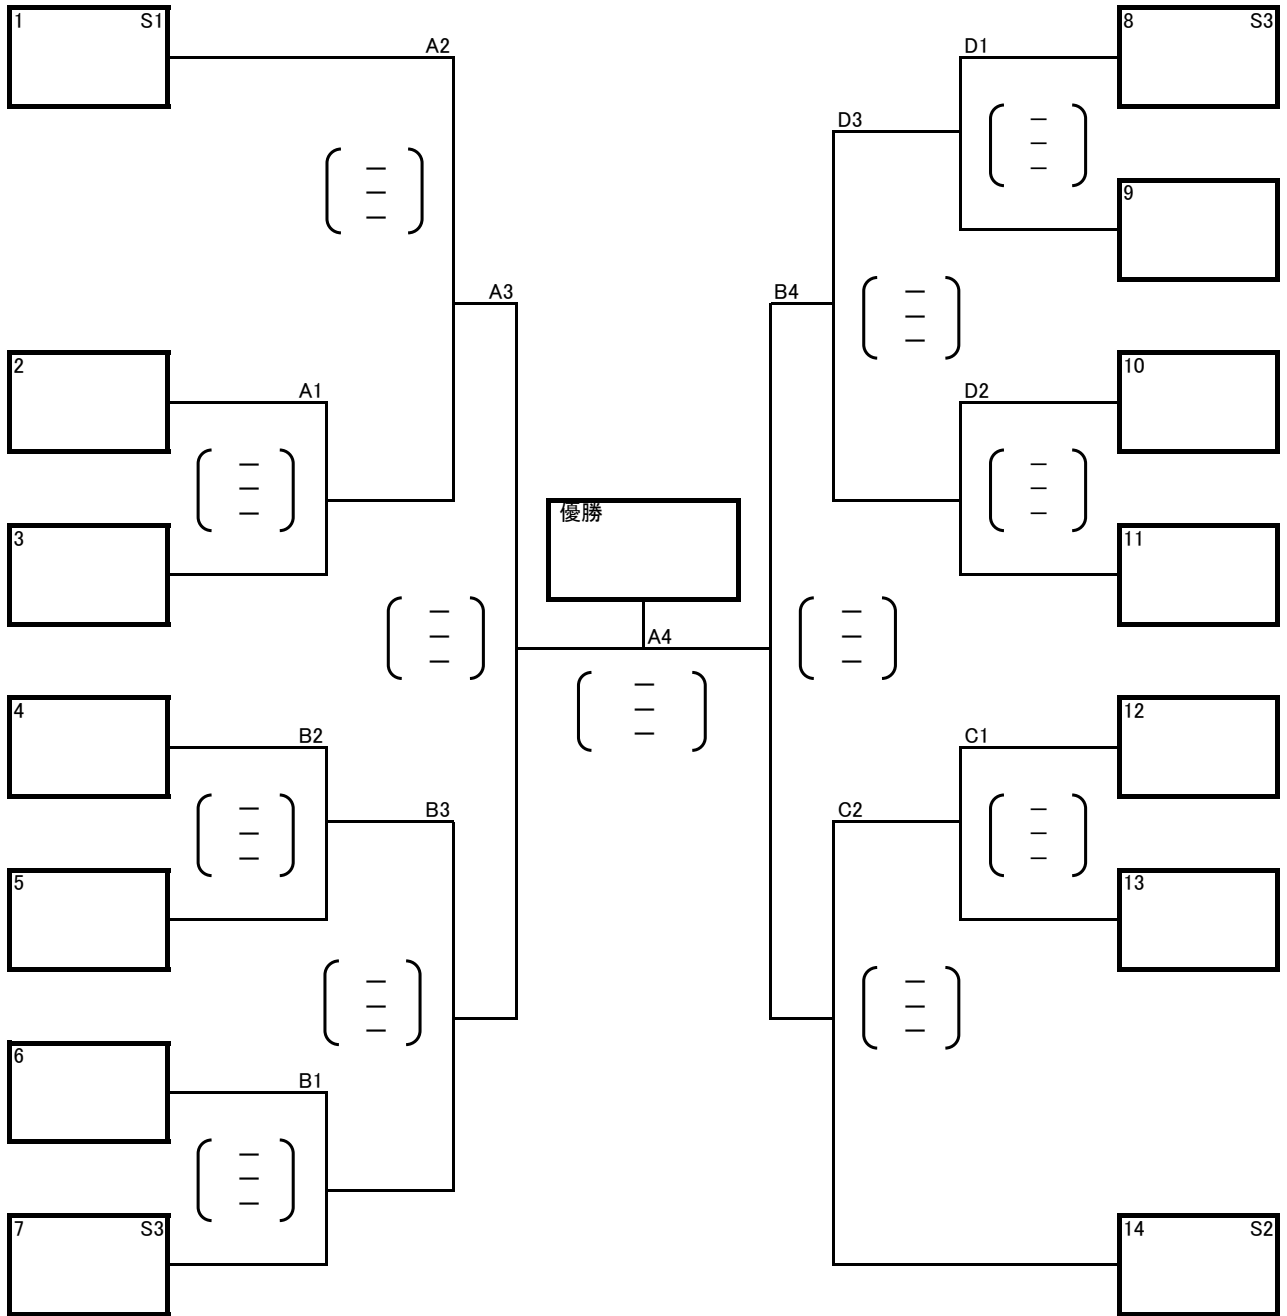 1 S1
A2
D1
8 S3
D3
— — —
— — —
9
A3
B4
— — —
2
A1
D2
10
— — —
— — —
優勝
3
11
— — —
— — —
A4
— — —
4
B2
C1
12
— — —
B3
C2
— — —
5
13
— — —
— — —
6
B1
— — —
7 S3
14 S2